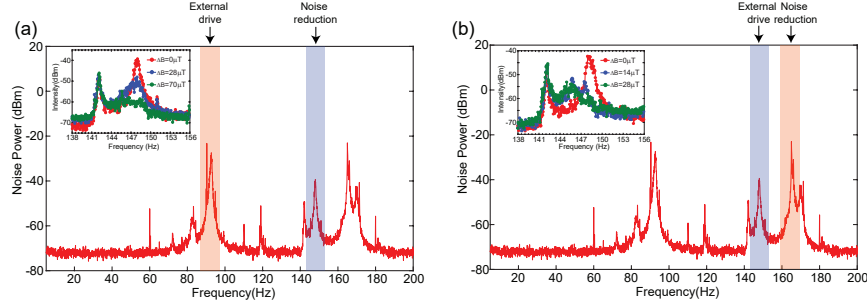 External drive
Noise reduction
(a)
Noise Power (dBm)
20
0
-20
-40
-60
-80
0
20
40
60
80
100
120
140
160
180
200
Frequency(Hz)
Intensity(dBm)
-40
-50
-60
-70
138
141
144
147
150
153
156
Frequency (Hz)
ΔB=0μT
ΔB=28μT
ΔB=70μT
External drive
Noise reduction
(b)
Noise Power (dBm)
20
0
-20
-40
-60
-80
20
40
60
80
100
120
140
160
180
200
Frequency(Hz)
Intensity(dBm)
-40
-50
-60
-70
138
141
144
147
150
153
156
Frequency (Hz)
ΔB=0μT
ΔB=14μT
ΔB=28μT